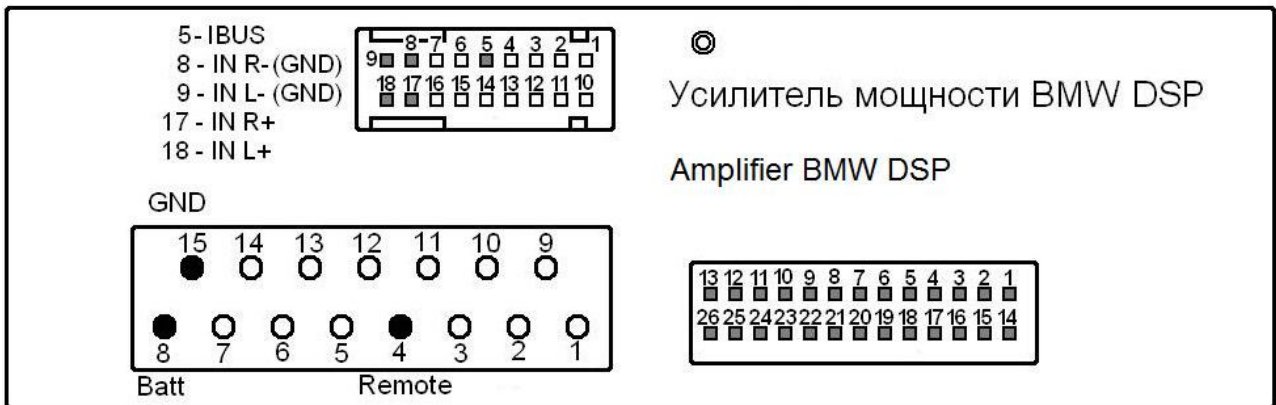 5- IBUS
8 - IN R-(GND)
9 - IN L- (GND)
17 - IN R+
18 - IN L+
9 8 7 6 5 4 3 2 1
18 17 16 15 14 13 12 11 10
Усилитель мощности BMW DSP
Amplifier BMW DSP
GND
15 14 13 12 11 10 9
8 7 6 5 4 3 2 1
Batt Remote
13 12 11 10 9 8 7 6 5 4 3 2 1
26 25 24 23 22 21 20 19 18 17 16 15 14